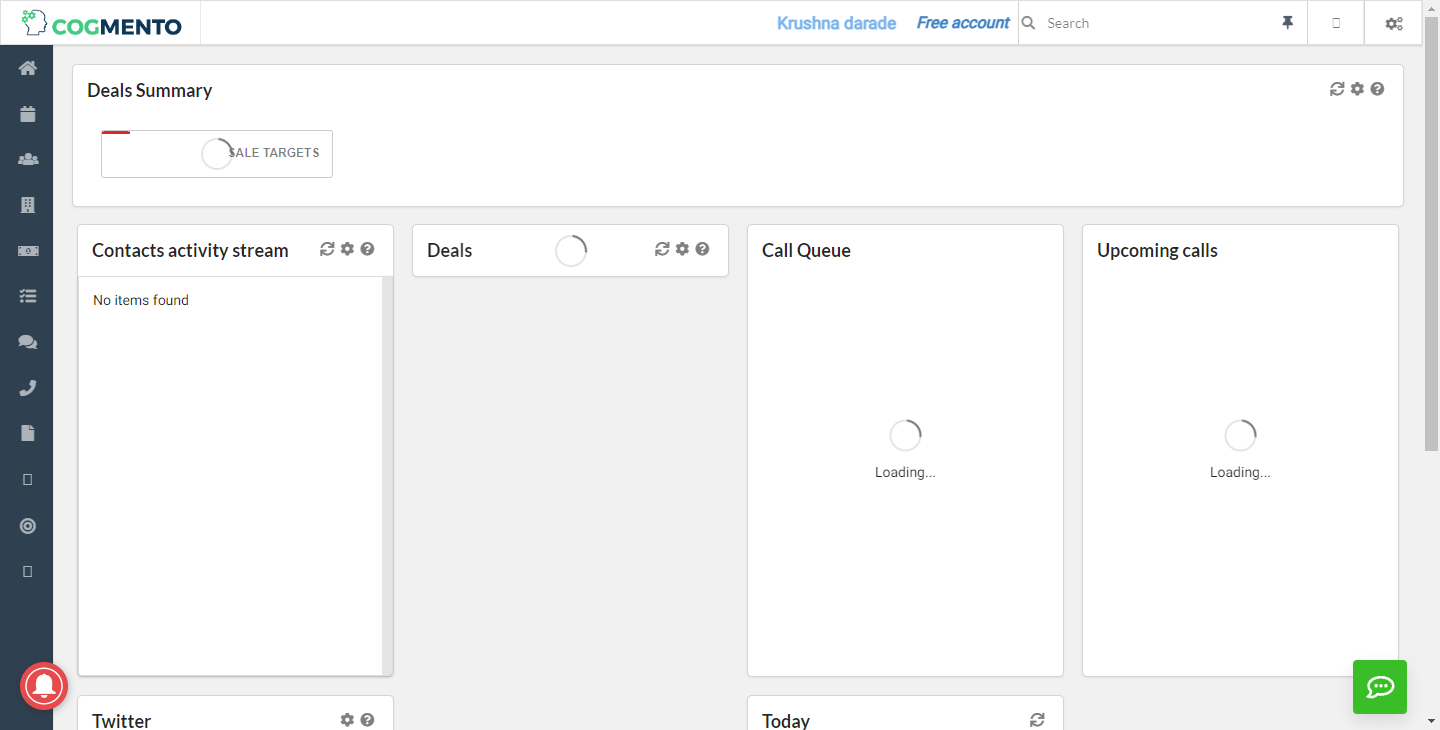 COGMENTO
Krushna darade
Free account
Search
Deals Summary
SALE TARGETS
Contacts activity stream
No items found
Deals
Call Queue
Loading...
Upcoming calls
Loading...
Twitter
Today